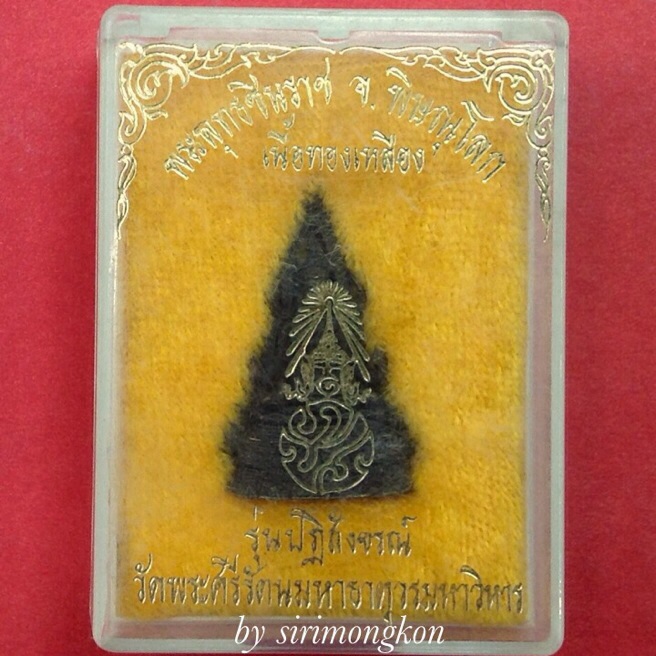 พระพุทธชินราช จ. พิษณุโลก
เนื้อทองเหลือง
รุ่นปฏิสังขรณ์
วัดพระศรีรัตนมหาธาตุวรมหาวิหาร
by sirimongkon